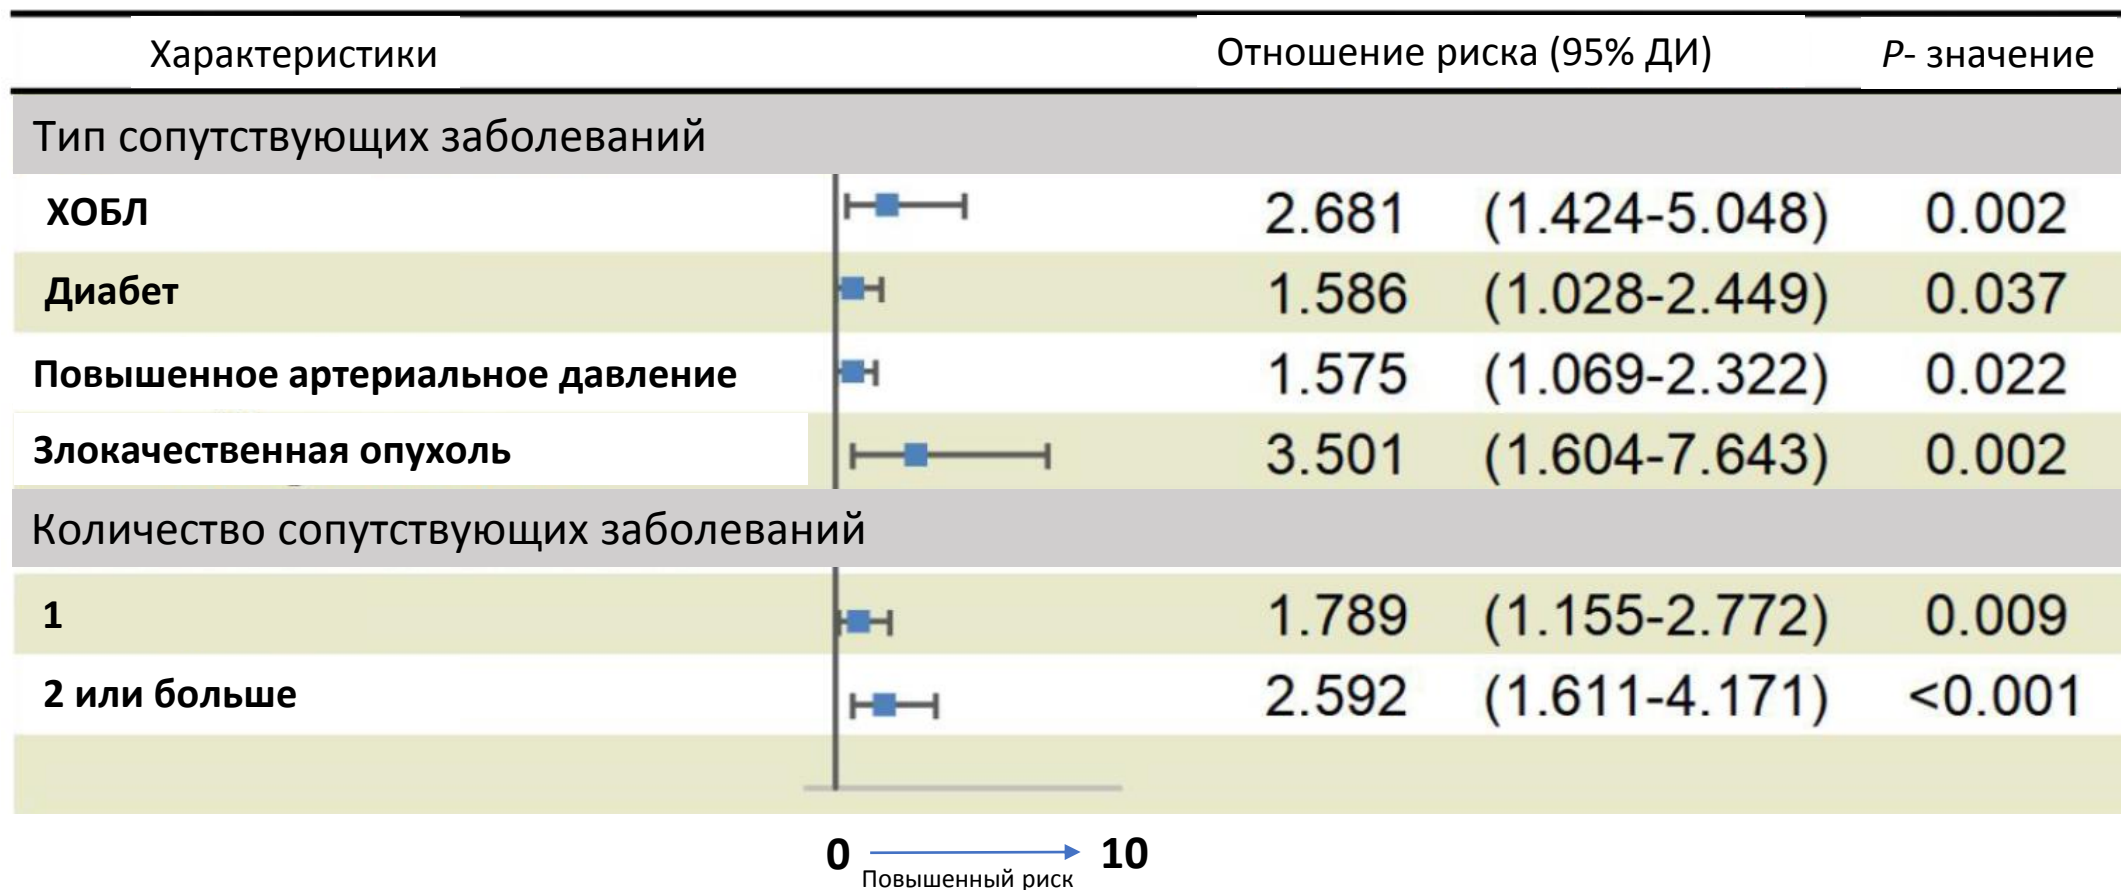 Характеристики Отношение риска (95% ДИ) P- значение
Тип сопутствующих заболеваний
ХОБЛ 2.681 (1.424-5.048) 0.002
Диабет 1.586 (1.028-2.449) 0.037
Повышенное артериальное давление 1.575 (1.069-2.322) 0.022
Злокачественная опухоль 3.501 (1.604-7.643) 0.002
Количество сопутствующих заболеваний
1 1.789 (1.155-2.772) 0.009
2 или больше 2.592 (1.611-4.171) <0.001
0 10
Повышенный риск